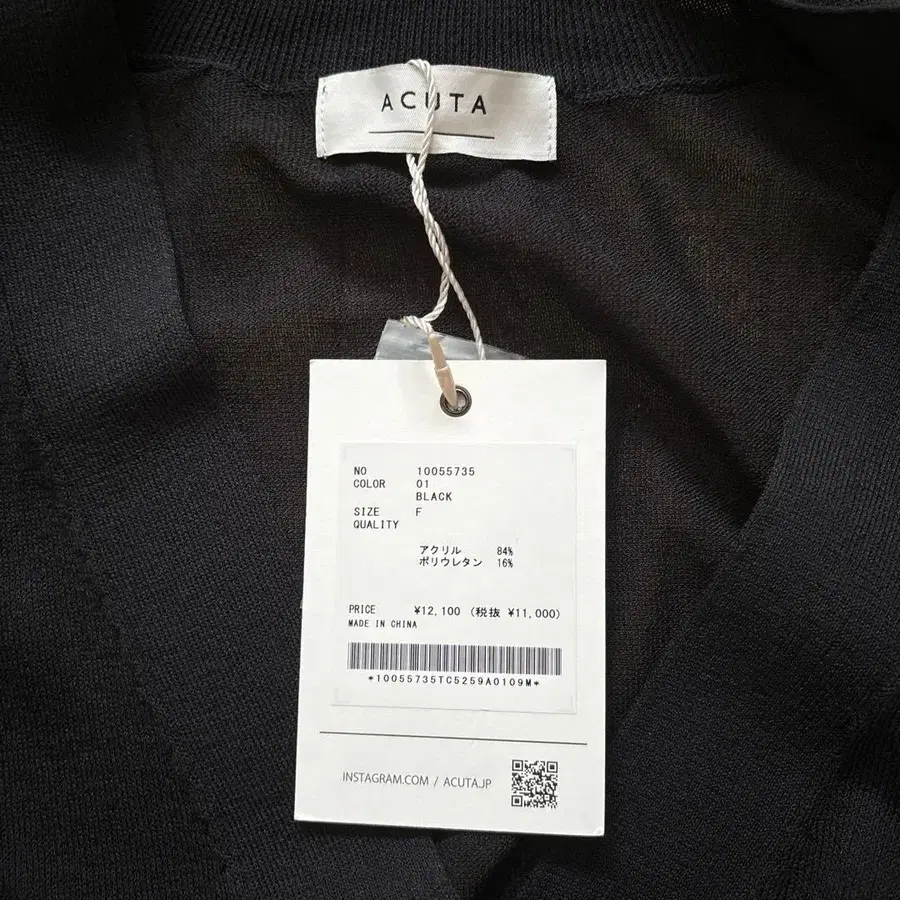 ACUTA
NO 10055735
COLOR 01
BLACK
SIZE F
QUALITY
アクリル 84%
ポリウレタン 16%
PRICE ¥12,100 (税抜 ¥11,000)
MADE IN CHINA
*10055735TC5259A0109M*
INSTAGRAM.COM / ACUTA.JP